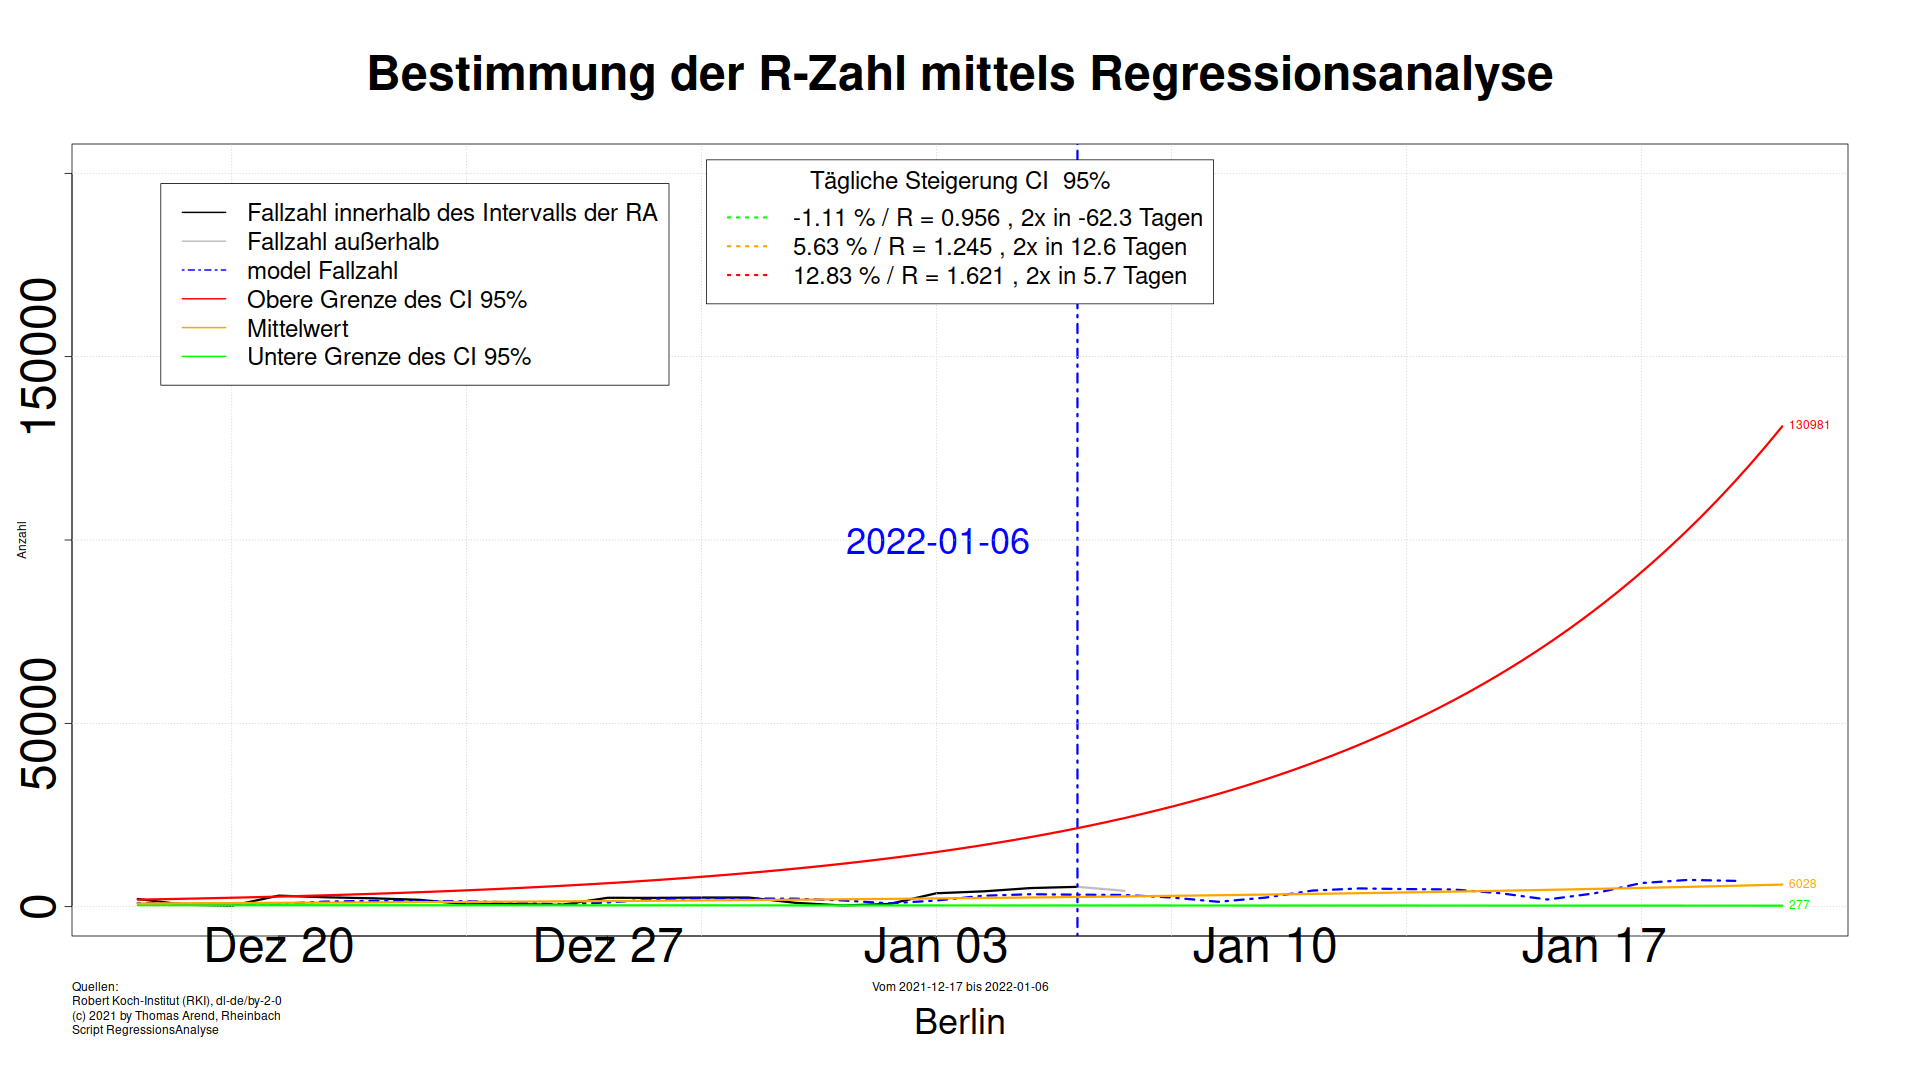 Bestimmung der R-Zahl mittels Regressionsanalyse
Fallzahl innerhalb des Intervalls der RA
Fallzahl außerhalb
model Fallzahl
Obere Grenze des CI 95%
Mittelwert
Untere Grenze des CI 95%
Tägliche Steigerung CI  95%
-1.11 % / R = 0.956 , 2x in -62.3 Tagen
5.63 % / R = 1.245 , 2x in 12.6 Tagen
12.83 % / R = 1.621 , 2x in 5.7 Tagen
150000
50000
0
Anzahl
2022-01-06
130981
6028
277
Dez 20
Dez 27
Jan 03
Jan 10
Jan 17
Quellen:
Robert Koch-Institut (RKI), dl-de/by-2-0
(c) 2021 by Thomas Arend, Rheinbach
Script RegressionsAnalyse
Vom 2021-12-17 bis 2022-01-06
Berlin